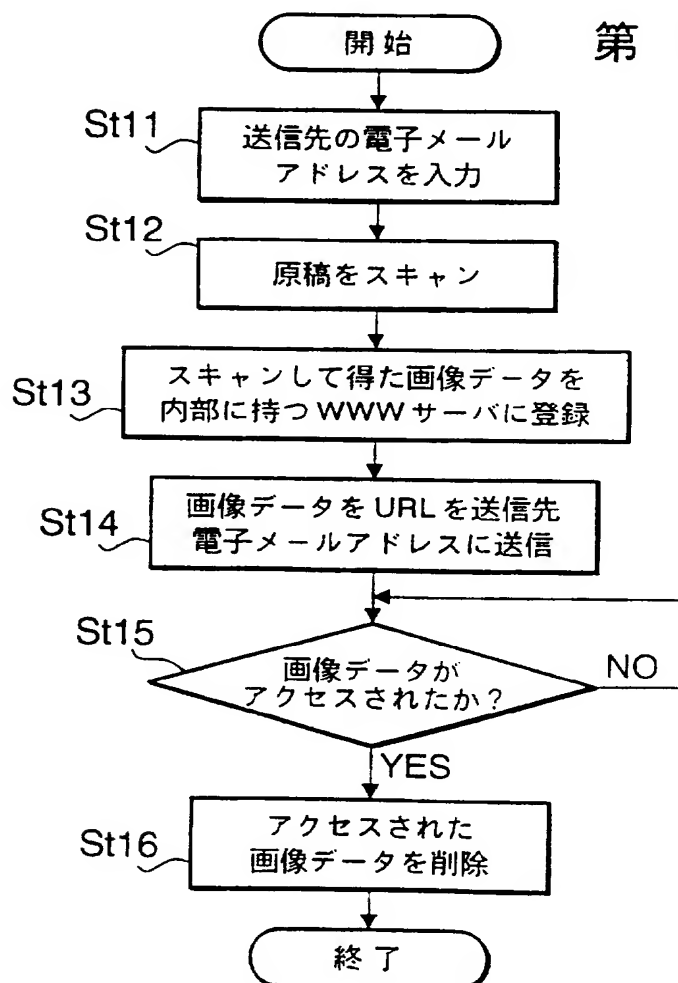 開始
第
St11
送信先の電子メール
アドレスを入力
St12
原稿をスキャン
St13
スキャンして得た画像データを
内部に持つWWWサーバに登録
St14
画像データをURLを送信先
電子メールアドレスに送信
St15
画像データが
アクセスされたか?
NO
YES
St16
アクセスされた
画像データを削除
終了